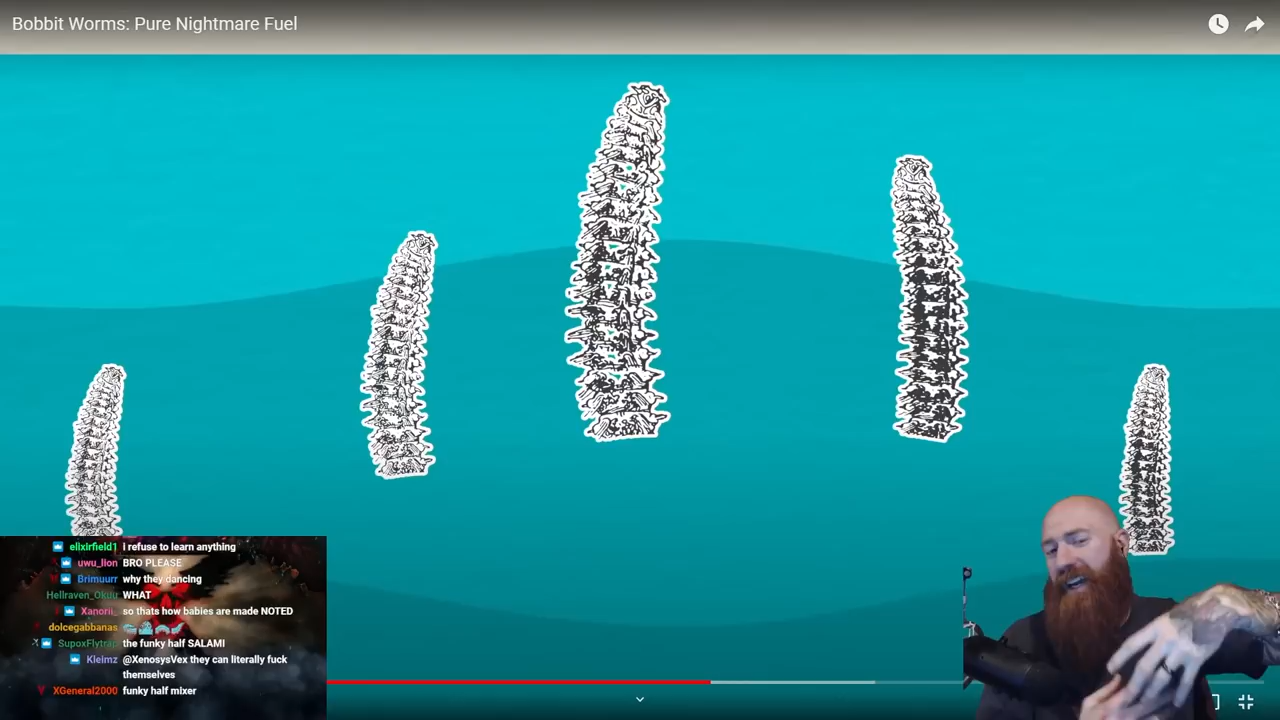 Bobbit Worms: Pure Nightmare Fuel
elixirfield1 i refuse to learn anything
uwu_lion BRO PLEASE
Brimuurr why they dancing
Hellraven_Okuu WHAT
Xanorii_ so thats how babies are made NOTED
dolcegabbanas
SupoxFlytrap the funky half SALAMI
Kleimz @XenosysVex they can literally fuck
themselves
XGeneral2000 funky half mixer